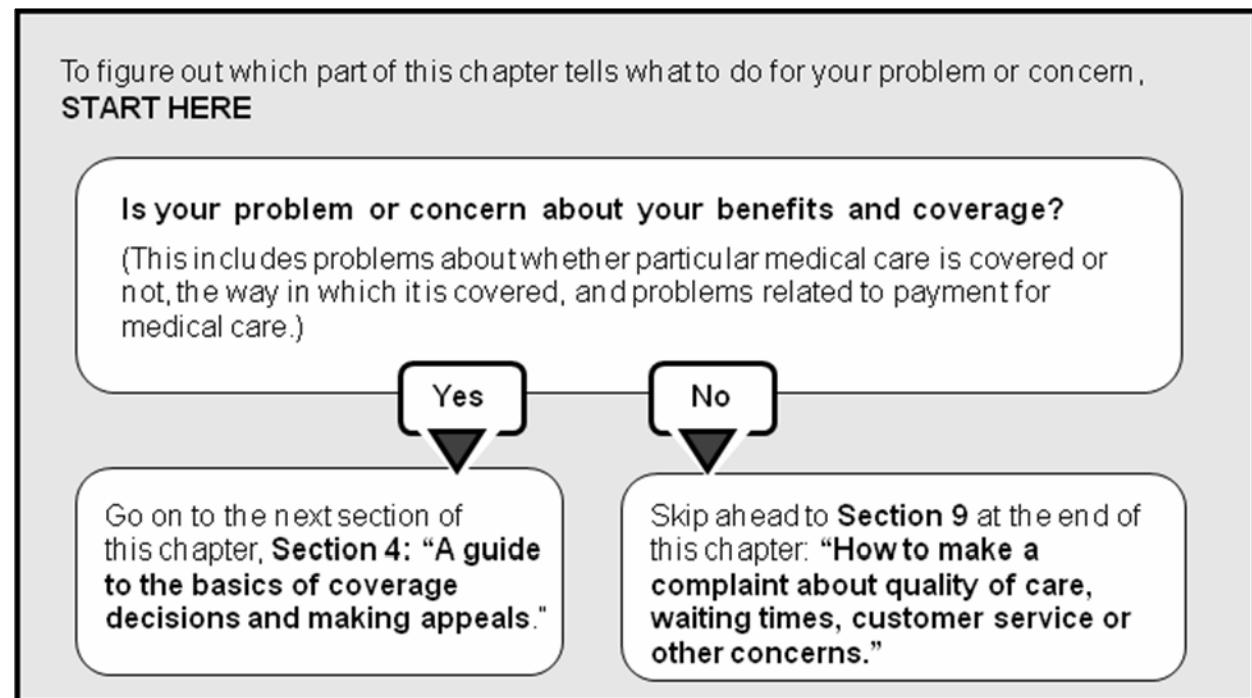 To figure out which part of this chapter tells what to do for your problem or concern,
START HERE
Is your problem or concern about your benefits and coverage?
(This includes problems about whether particular medical care is covered or
not, the way in which it is covered, and problems related to payment for
medical care.)
Yes
No
Go on to the next section of
this chapter, Section 4: “A guide
to the basics of coverage
decisions and making appeals."
Skip ahead to Section 9 at the end of
this chapter: “How to make a
complaint about quality of care,
waiting times, customer service or
other concerns.”